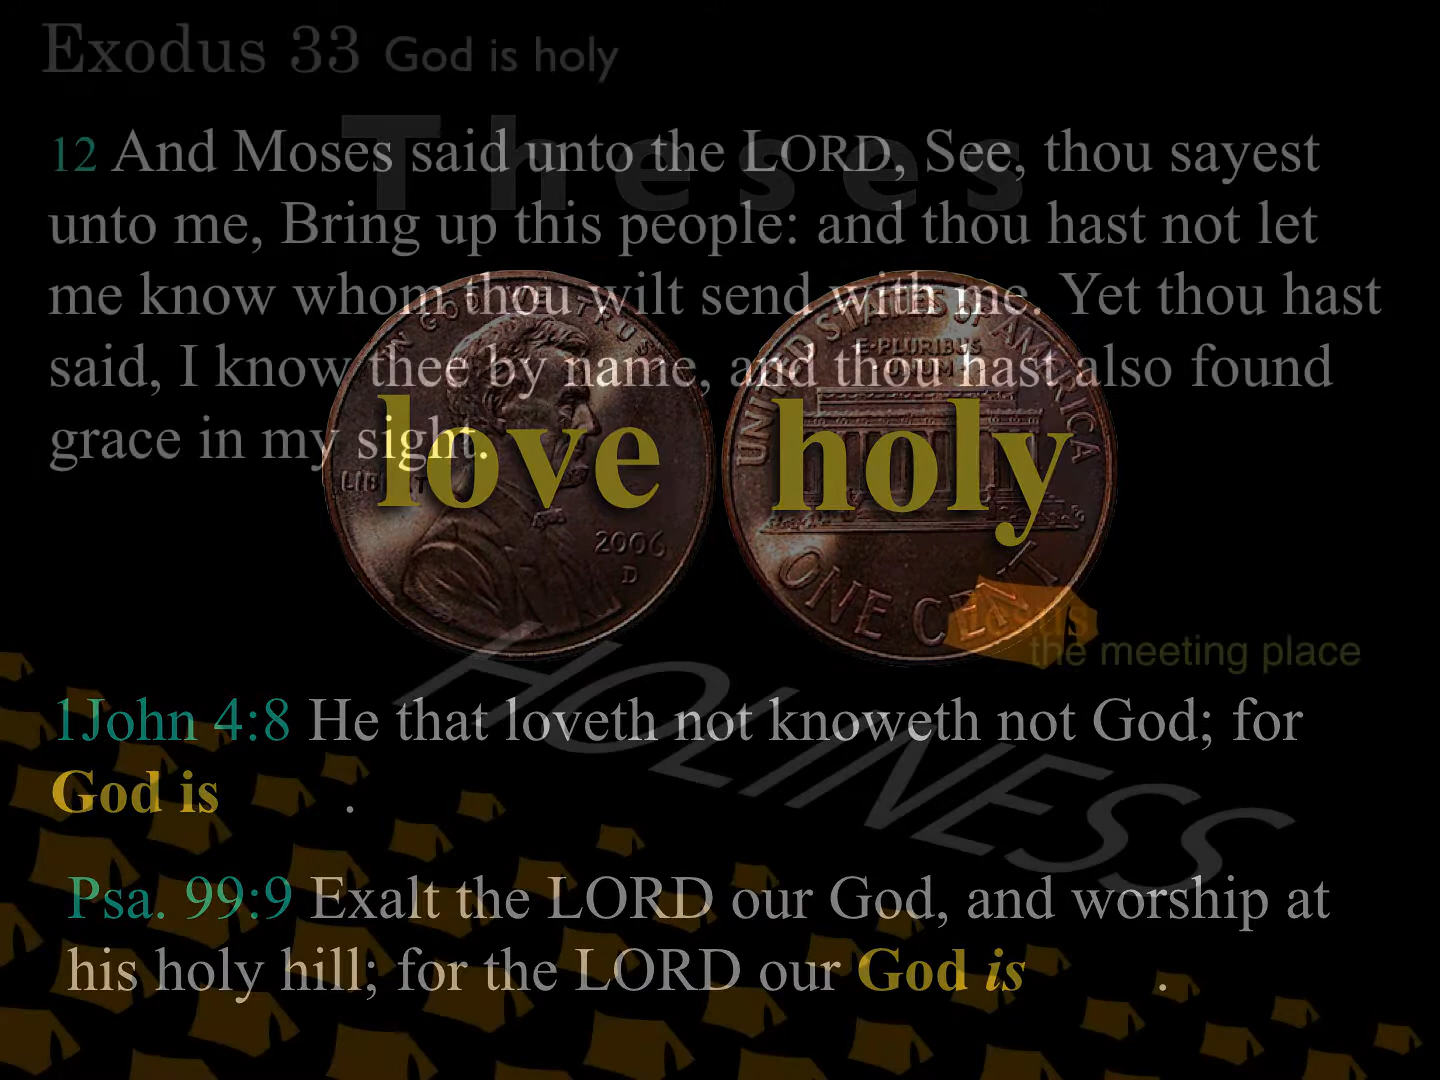 Exodus 33 God is holy
Theses
12 And Moses said unto the LORD, See, thou sayest
unto me, Bring up this people: and thou hast not let
me know whom thou wilt send with me. Yet thou hast
said, I know thee by name, and thou hast also found
grace in my sight.
IN GOD WE TRUST
UNITED STATES OF AMERICA
E·PLURIBUS
UNUM
love holy
LIBERTY
2006
D
ONE CENT
the meeting place
HOLINESS
1John 4:8 He that loveth not knoweth not God; for
God is .
Psa. 99:9 Exalt the LORD our God, and worship at
his holy hill; for the LORD our God is .